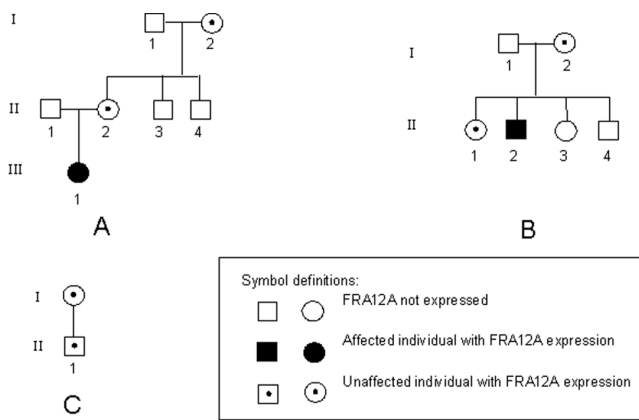 I
1
2
II
1
2
3
4
III
1
A
I
1
2
II
1
2
3
4
B
I
II
1
C
Symbol definitions:
FRA12A not expressed
Affected individual with FRA12A expression
Unaffected individual with FRA12A expression